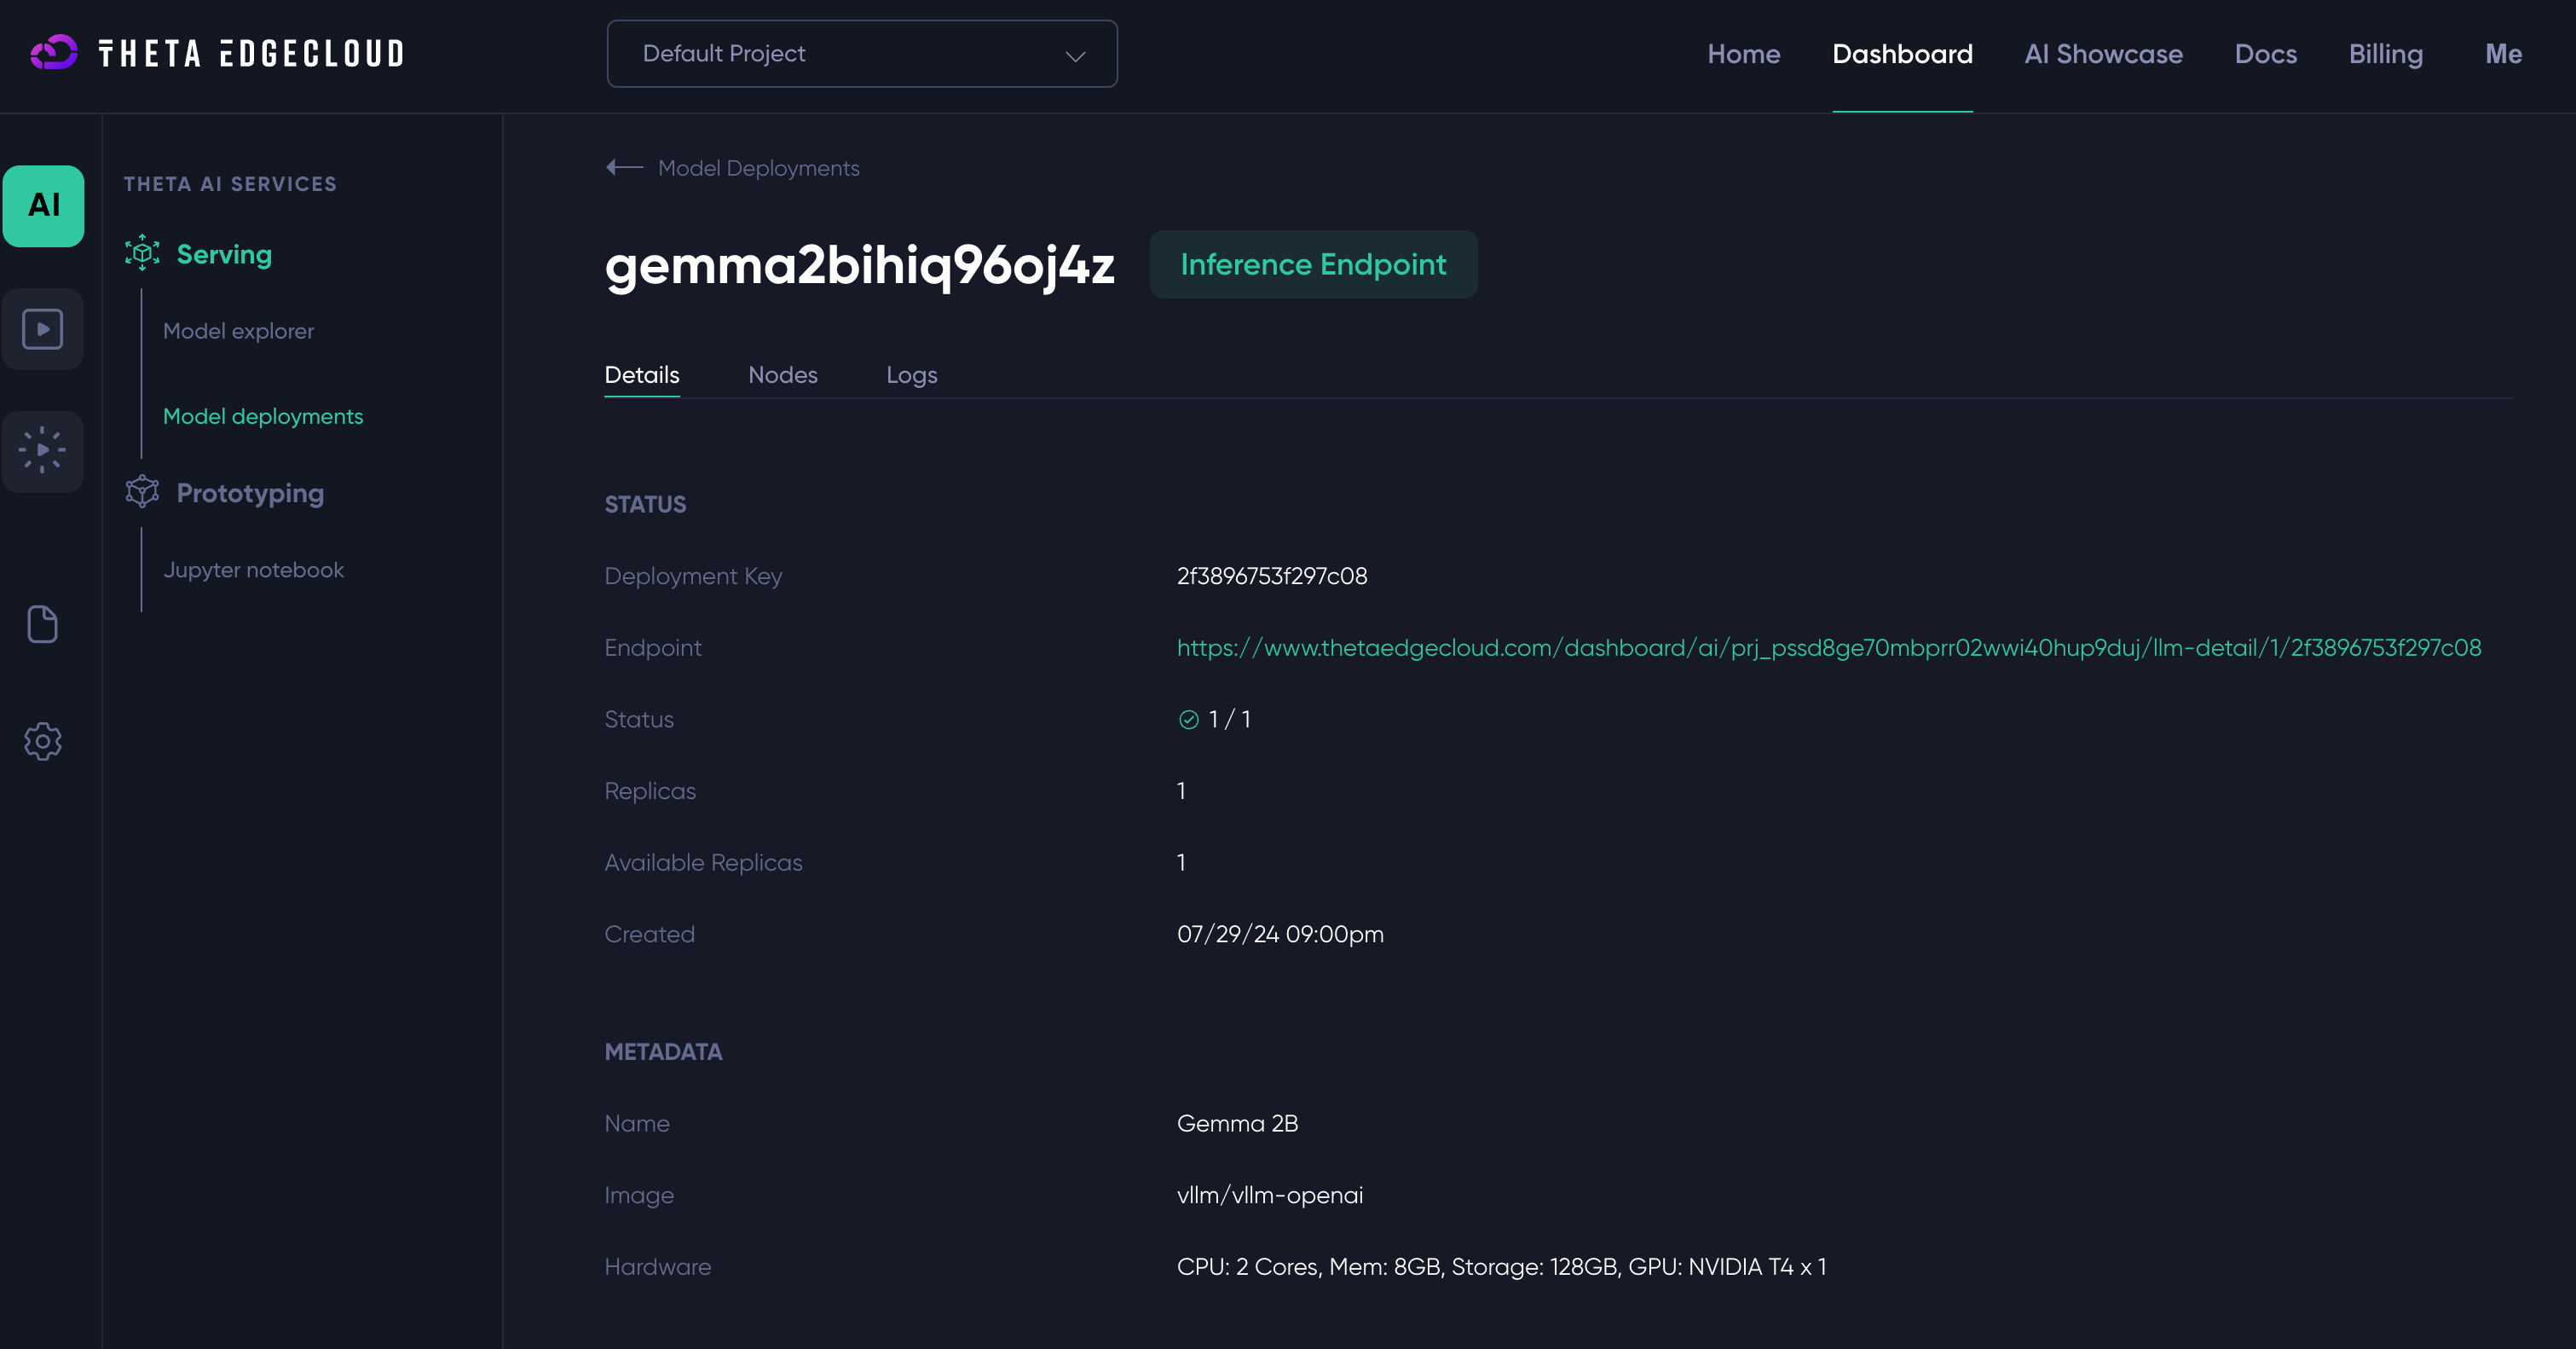 THETA EDGECLOUD
Default Project
Home Dashboard AI Showcase Docs Billing Me
AI
THETA AI SERVICES
Serving
Model explorer
Model deployments
Prototyping
Jupyter notebook
Model Deployments
gemma2bihiq96oj4z Inference Endpoint
Details Nodes Logs
STATUS
Deployment Key 2f3896753f297c08
Endpoint https://www.thetaedgecloud.com/dashboard/ai/prj_pssd8ge70mbprr02wwi40hup9duj/llm-detail/1/2f3896753f297c08
Status 1 / 1
Replicas 1
Available Replicas 1
Created 07/29/24 09:00pm
METADATA
Name Gemma 2B
Image vllm/vllm-openai
Hardware CPU: 2 Cores, Mem: 8GB, Storage: 128GB, GPU: NVIDIA T4 x 1